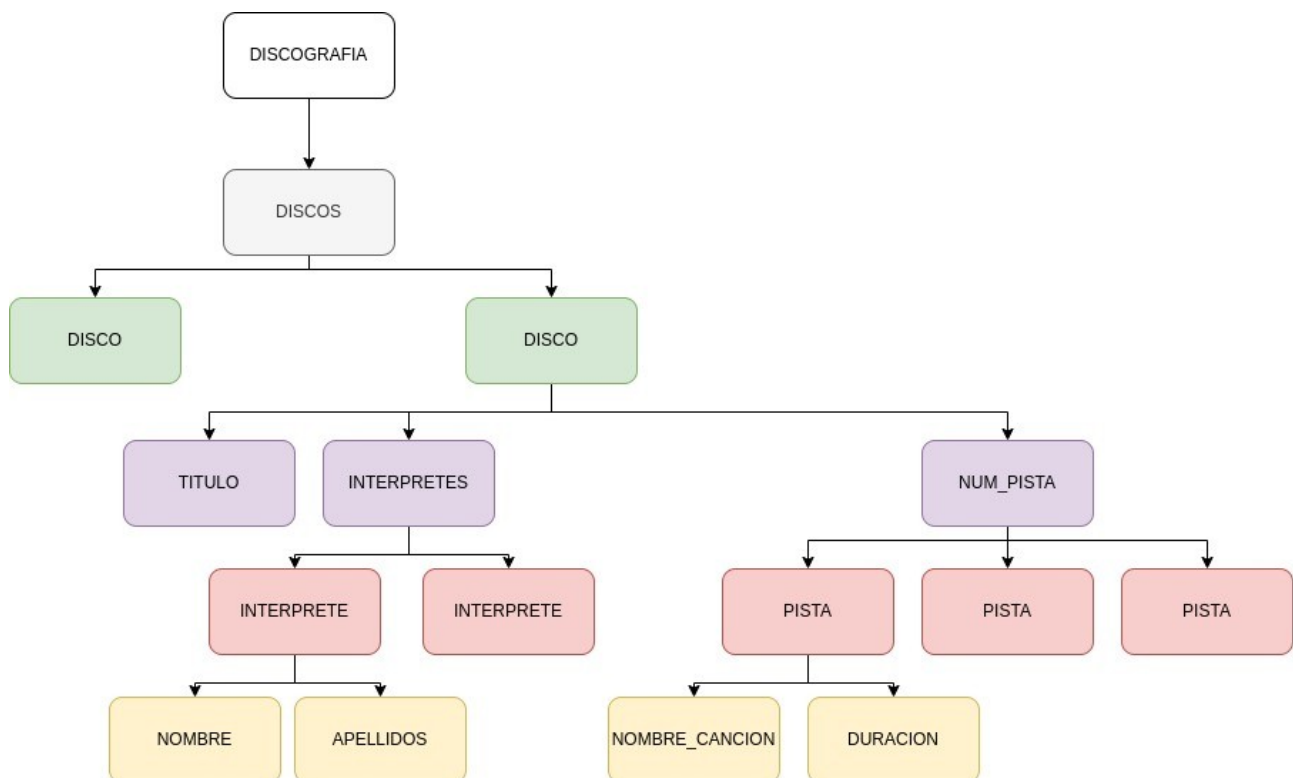 DISCOGRAFIA
DISCOS
DISCO
DISCO
TITULO
INTERPRETES
NUM_PISTA
INTERPRETE
INTERPRETE
PISTA
PISTA
PISTA
NOMBRE
APELLIDOS
NOMBRE_CANCION
DURACION